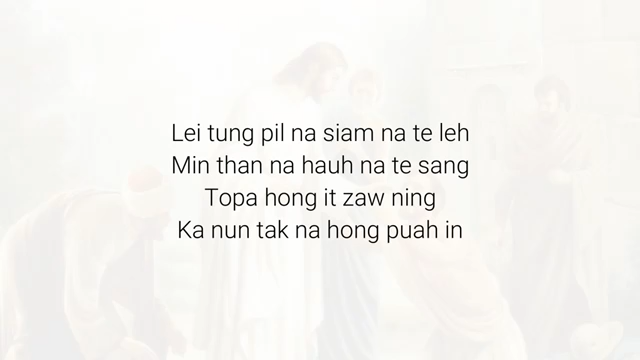 Lei tung pil na siam na te leh
Min than na hauh na te sang
Topa hong it zaw ning
Ka nun tak na hong puah in